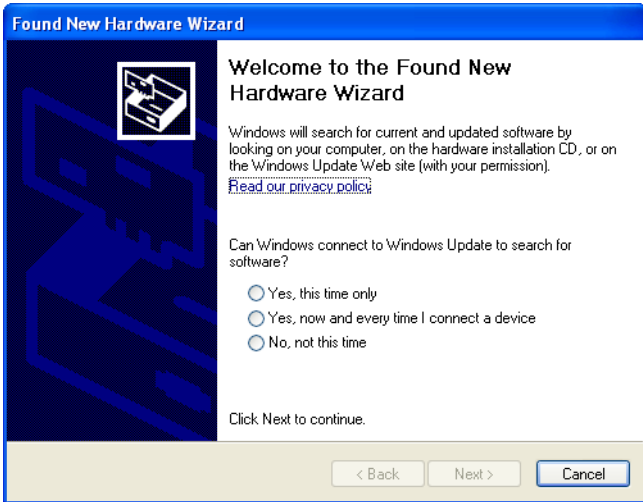 Found New Hardware Wizard
Welcome to the Found New
Hardware Wizard
Windows will search for current and updated software by
looking on your computer, on the hardware installation CD, or on
the Windows Update Web site (with your permission).
Read our privacy policy
Can Windows connect to Windows Update to search for
software?
Yes, this time only
Yes, now and every time I connect a device
No, not this time
Click Next to continue.
< Back Next > Cancel